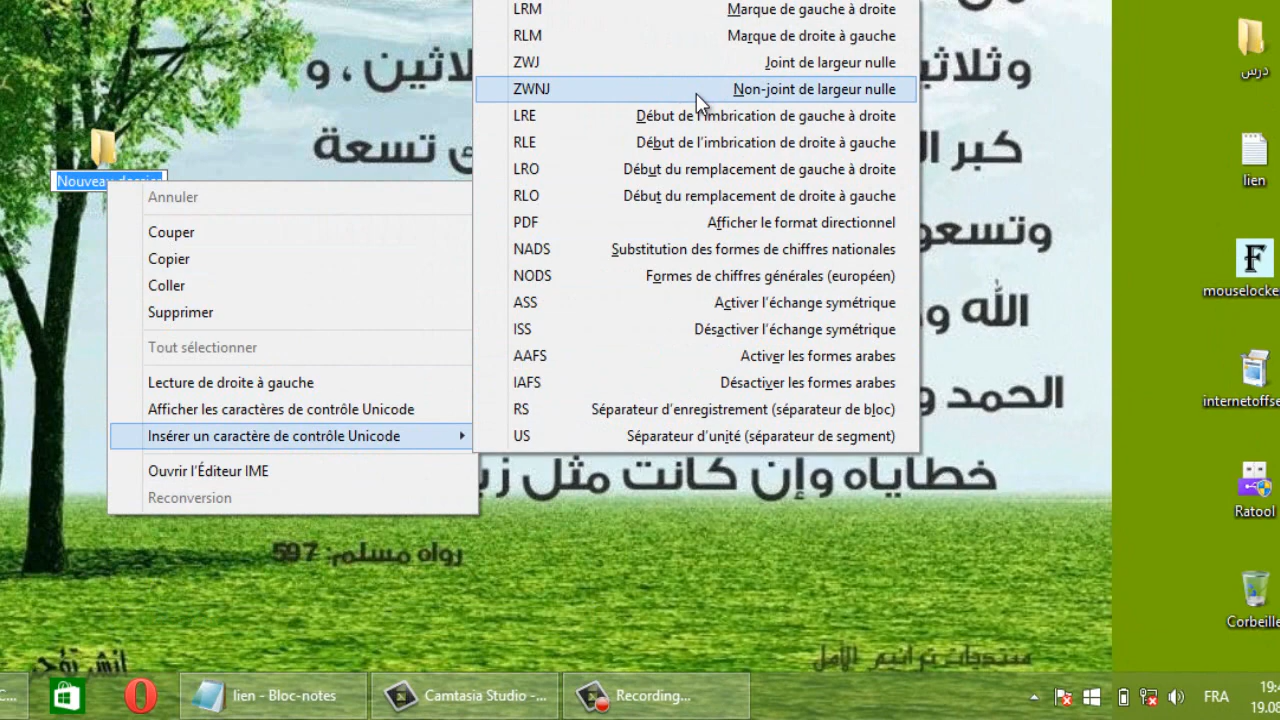 LRM Marque de gauche à droite
RLM Marque de droite à gauche
ZWJ Joint de largeur nulle
ZWNJ Non-joint de largeur nulle
LRE Début de l'imbrication de gauche à droite
RLE Début de l'imbrication de droite à gauche
LRO Début du remplacement de gauche à droite
RLO Début du remplacement de droite à gauche
PDF Afficher le format directionnel
NADS Substitution des formes de chiffres nationales
NODS Formes de chiffres générales (européen)
ASS Activer l'échange symétrique
ISS Désactiver l'échange symétrique
AAFS Activer les formes arabes
IAFS Désactiver les formes arabes
RS Séparateur d'enregistrement (séparateur de bloc)
US Séparateur d'unité (séparateur de segment)
Nouveau dossier
Annuler
Couper
Copier
Coller
Supprimer
Tout sélectionner
Lecture de droite à gauche
Afficher les caractères de contrôle Unicode
Insérer un caractère de contrôle Unicode
Ouvrir l'Éditeur IME
Reconversion
وثلاثين ، و
كبر تسعة
الله
الحمد
خطاياه وإن كانت مثل
رواه مسلم: 597
درس
lien
mouselocke
internetoffse
Ratool
Corbeille
lien - Bloc-notes
Camtasia Studio -...
Recording...
FRA
19:4
19.08